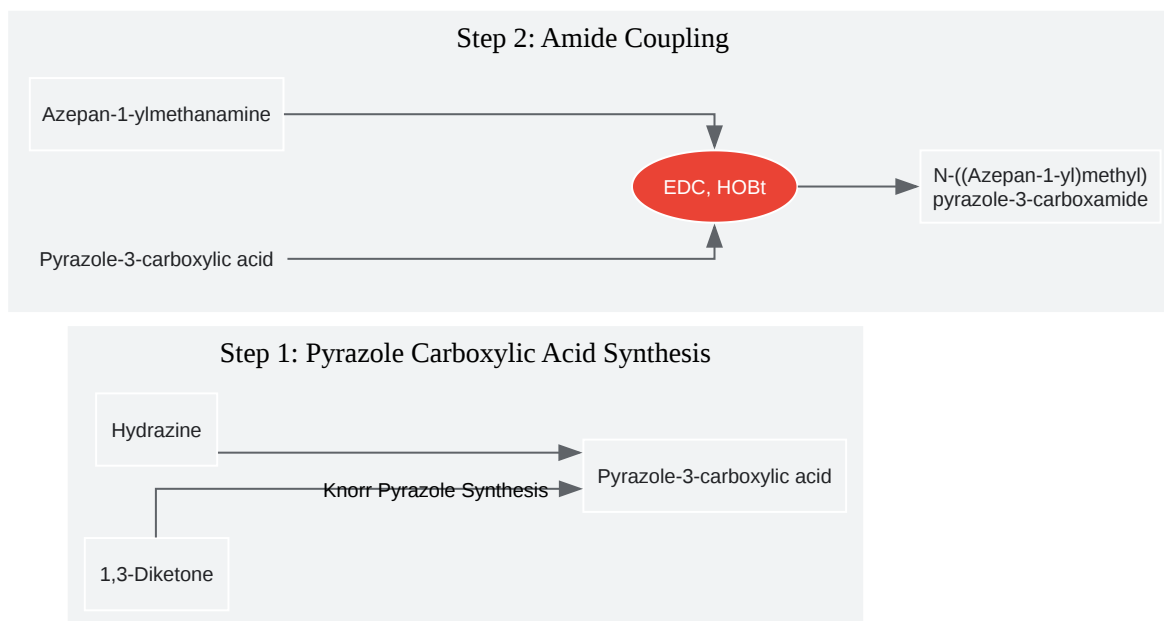 Step 2: Amide Coupling
Azepan-1-ylmethanamine
EDC, HOBt
N-((Azepan-1-yl)methyl)
pyrazole-3-carboxamide
Pyrazole-3-carboxylic acid
Step 1: Pyrazole Carboxylic Acid Synthesis
Hydrazine
Pyrazole-3-carboxylic acid
Knorr Pyrazole Synthesis
1,3-Diketone